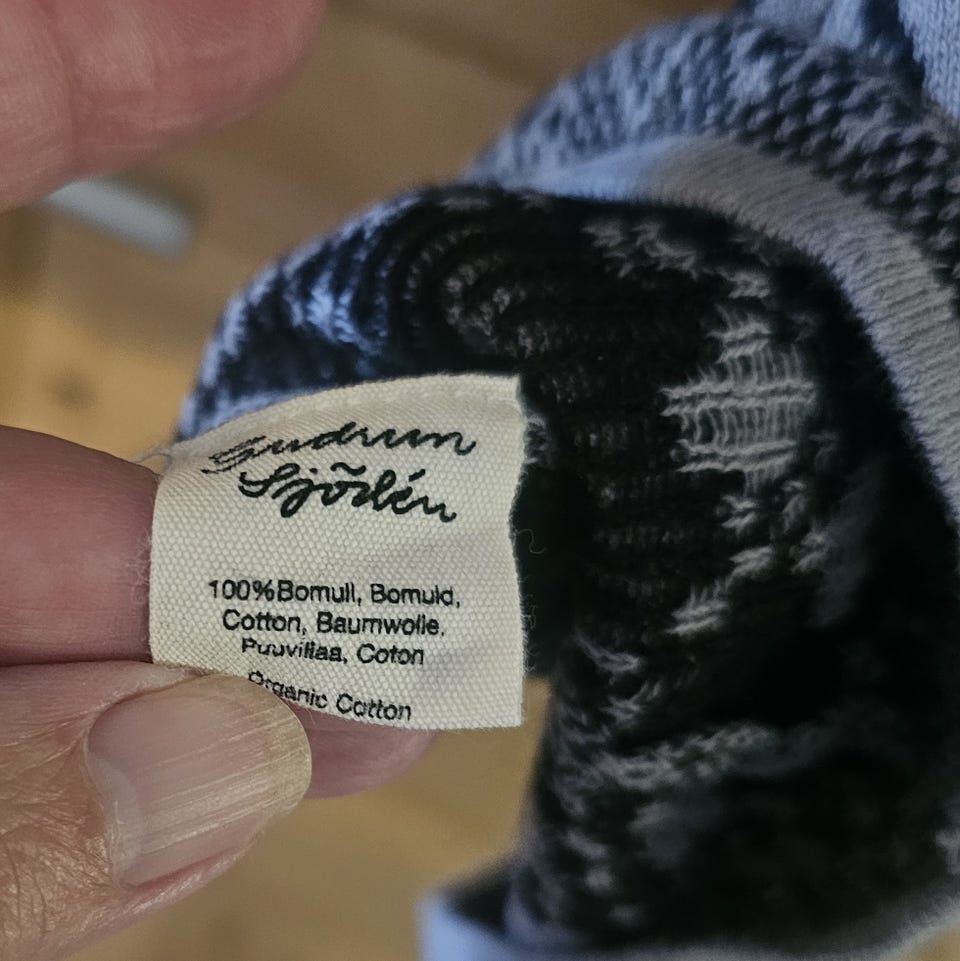 Gudrun
Sjödén
100% Bomull, Bomuld,
Cotton, Baumwolle,
Puuvillaa, Coton
Organic Cotton